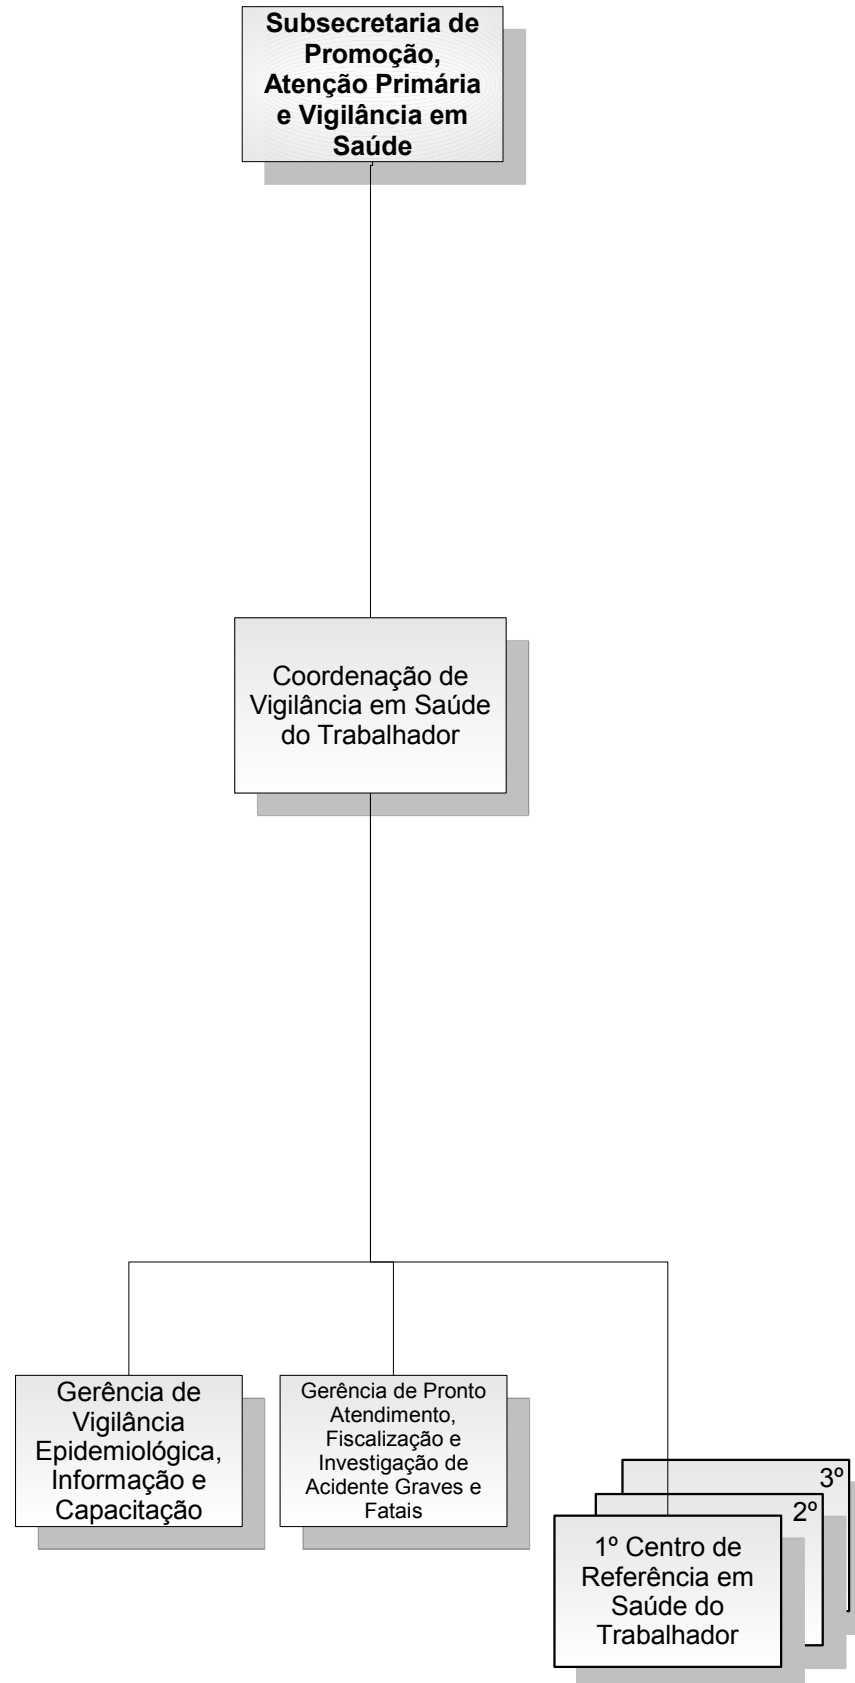 Subsecretaria de
Promoção,
Atenção Primária
e Vigilância em
Saúde
Coordenação de
Vigilância em Saúde
do Trabalhador
Gerência de
Vigilância
Epidemiológica,
Informação e
Capacitação
Gerência de Pronto
Atendimento,
Fiscalização e
Investigação de
Acidente Graves e
Fatais
3º
2º
1º Centro de
Referência em
Saúde do
Trabalhador